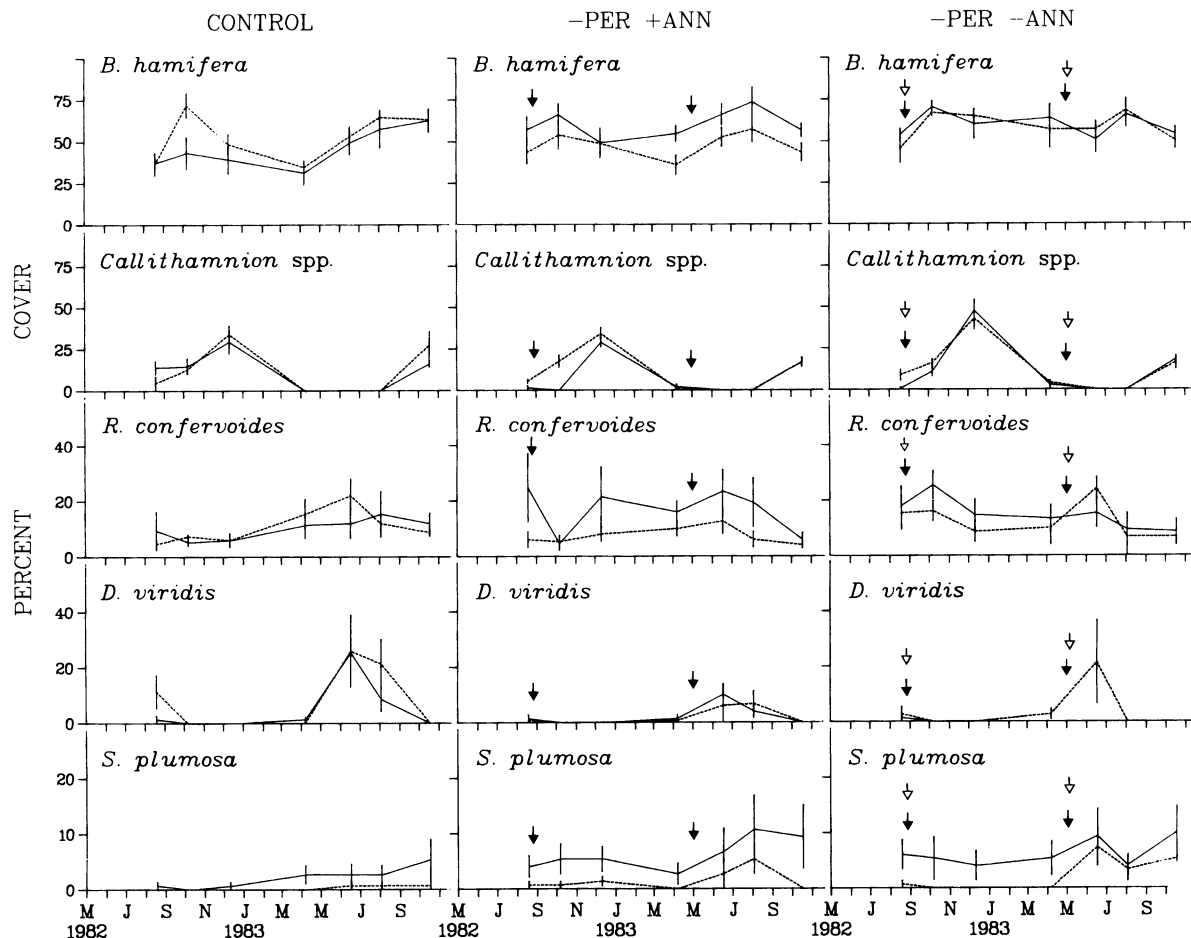 CONTROL -PER +ANN -PER -ANN
B. hamifera B. hamifera B. hamifera
75
50
25
0
Callithamnion spp. Callithamnion spp. Callithamnion spp.
75
50
25
0
R. confervoides R. confervoides R. confervoides
40
20
0
D. viridis D. viridis D. viridis
40
20
0
S. plumosa S. plumosa S. plumosa
20
10
0
PERCENT COVER
M J S N J M M J S M J S N J M M J S M J S N J M M J S
1982 1983 1982 1983 1982 1983